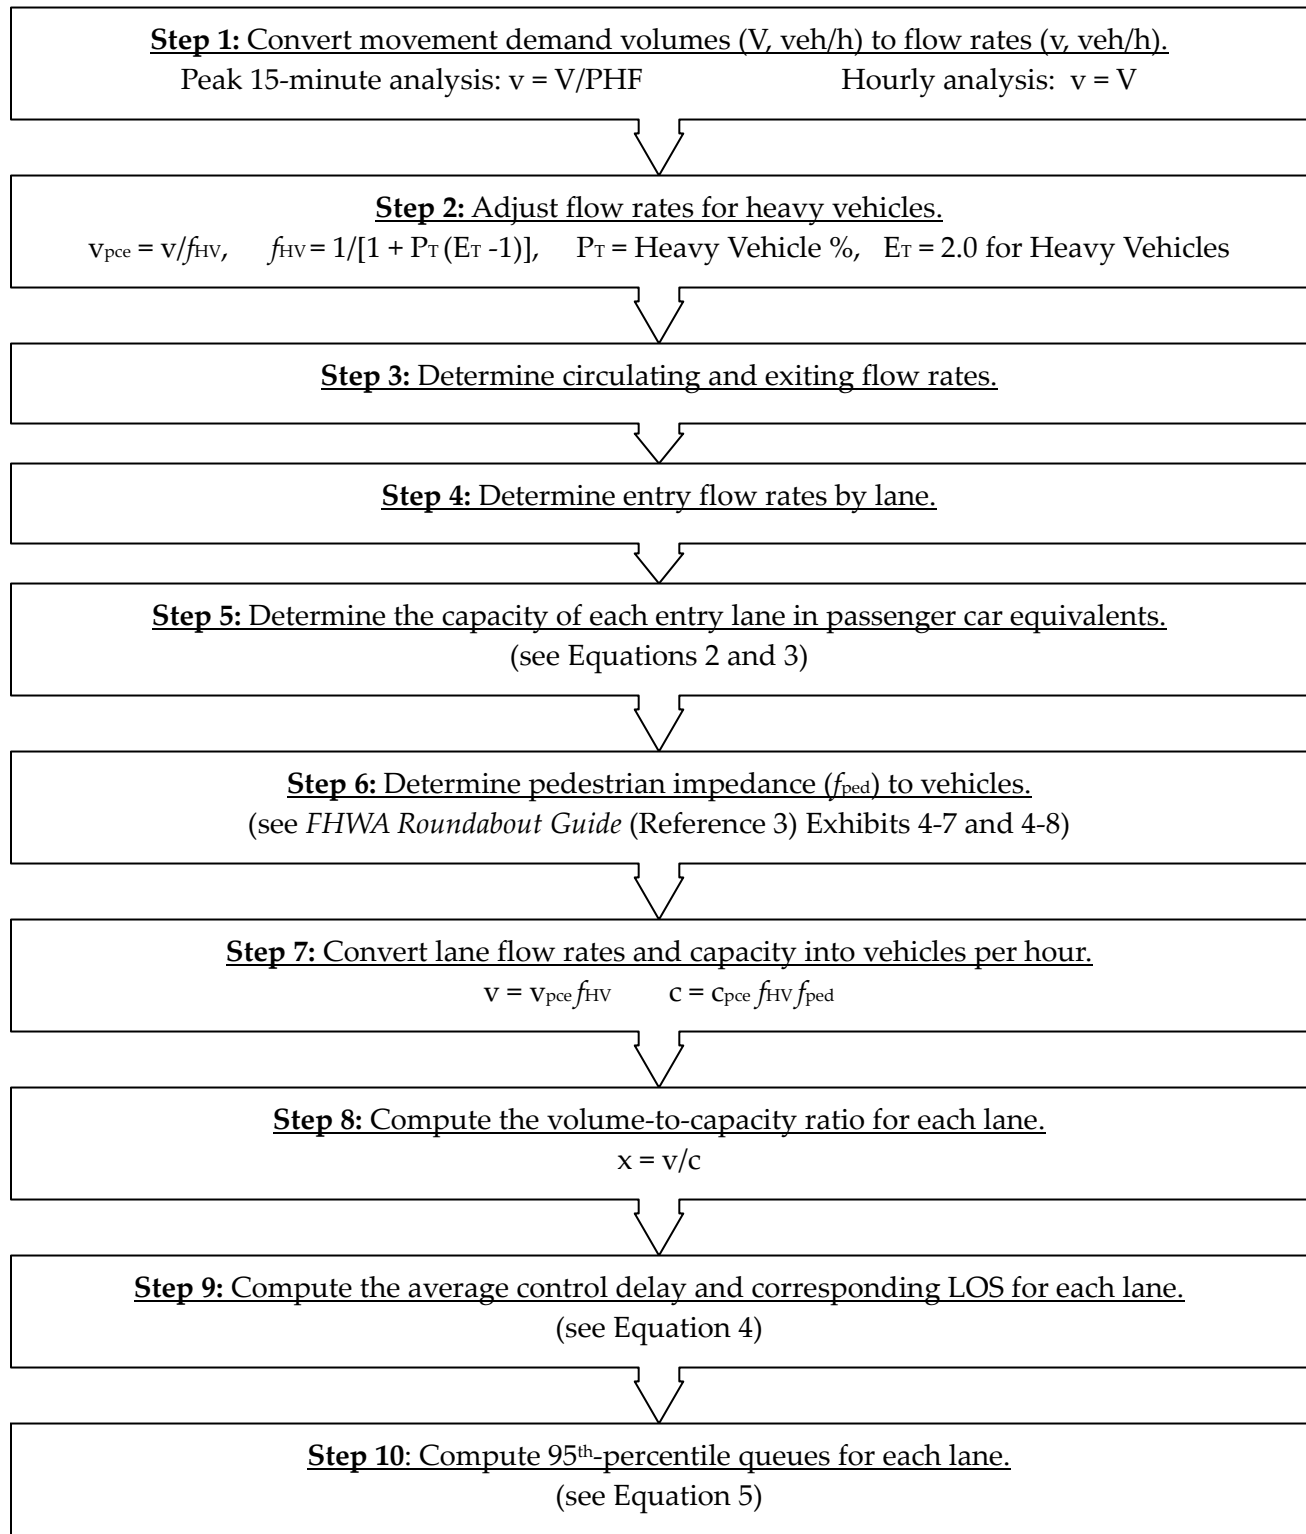 Step 1: Convert movement demand volumes (V, veh/h) to flow rates (v, veh/h).
Peak 15-minute analysis: v = V/PHF Hourly analysis: v = V
Step 2: Adjust flow rates for heavy vehicles.
vpce = v/fHV, fHV = 1/[1 + PT (ET -1)], PT = Heavy Vehicle %, ET = 2.0 for Heavy Vehicles
Step 3: Determine circulating and exiting flow rates.
Step 4: Determine entry flow rates by lane.
Step 5: Determine the capacity of each entry lane in passenger car equivalents.
(see Equations 2 and 3)
Step 6: Determine pedestrian impedance (fped) to vehicles.
(see FHWA Roundabout Guide (Reference 3) Exhibits 4-7 and 4-8)
Step 7: Convert lane flow rates and capacity into vehicles per hour.
v = vpce fHV c = cpce fHV fped
Step 8: Compute the volume-to-capacity ratio for each lane.
x = v/c
Step 9: Compute the average control delay and corresponding LOS for each lane.
(see Equation 4)
Step 10: Compute 95th-percentile queues for each lane.
(see Equation 5)